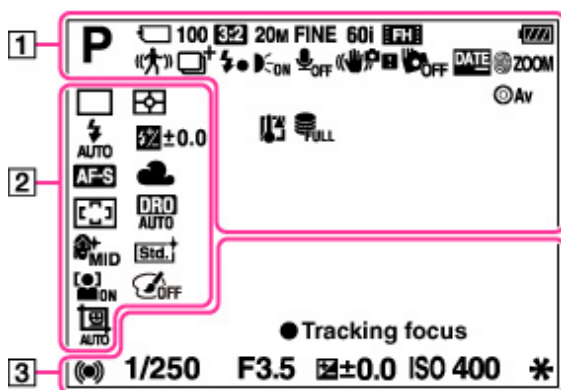 1
P 100 3:2 20M FINE 60i FH
ON OFF OFF DATE ZOOM
Av
FULL
2
AUTO ±0.0
AF-S
DRO AUTO
MID Std.
ON OFF
AUTO
Tracking focus
3
1/250 F3.5 ±0.0 ISO 400 *